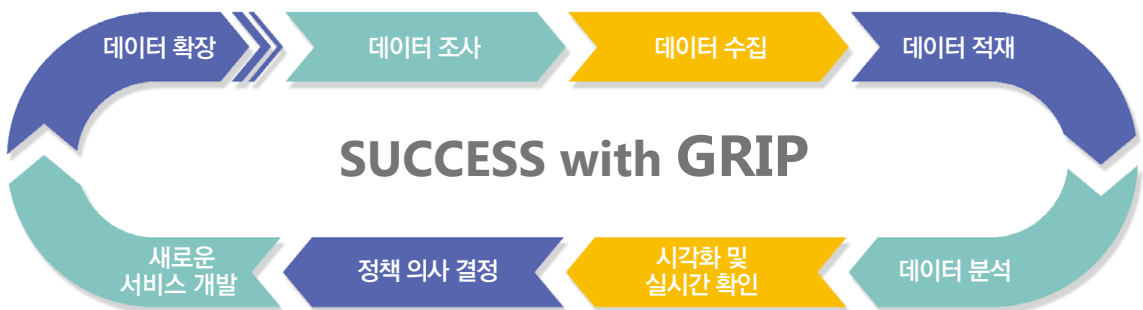 데이터 확장
데이터 조사
데이터 수집
데이터 적재
SUCCESS with GRIP
새로운
서비스 개발
정책 의사 결정
시각화 및
실시간 확인
데이터 분석